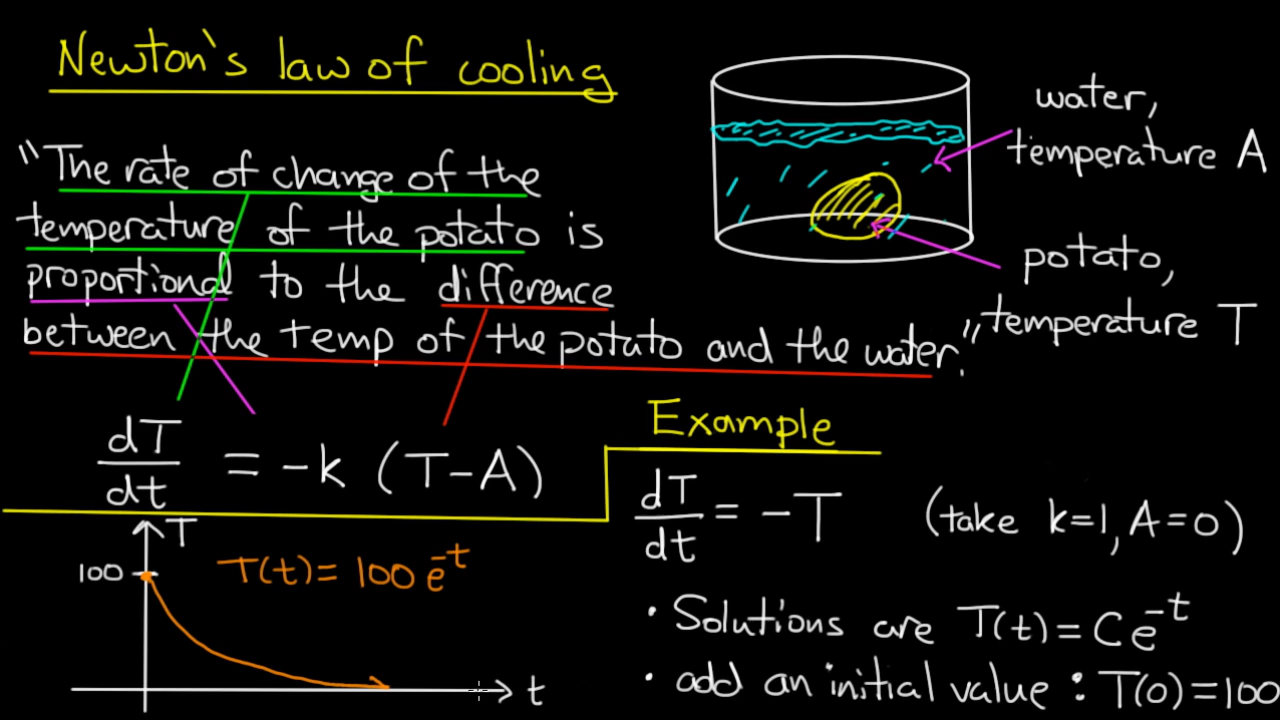 Newton's law of cooling
"The rate of change of the
temperature of the potato is
proportional to the difference
between the temp of the potato and the water."
water,
temperature A
potato,
temperature T
dT/dt = -k (T-A)
Example
dT/dt = -T (take k=1, A=0)
• Solutions are T(t) = Ce^-t
• add an initial value : T(0)=100
T
100
T(t) = 100 e^-t
t